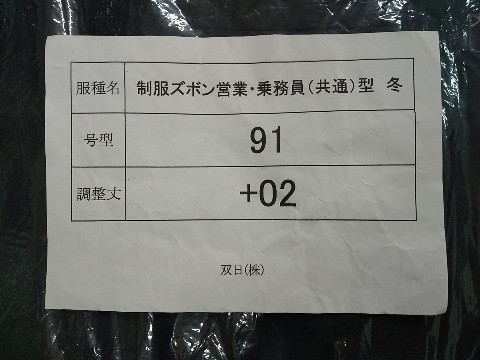 服種名 制服ズボン営業・乗務員(共通)型 冬
号型 91
調整丈 +02
双日(株)